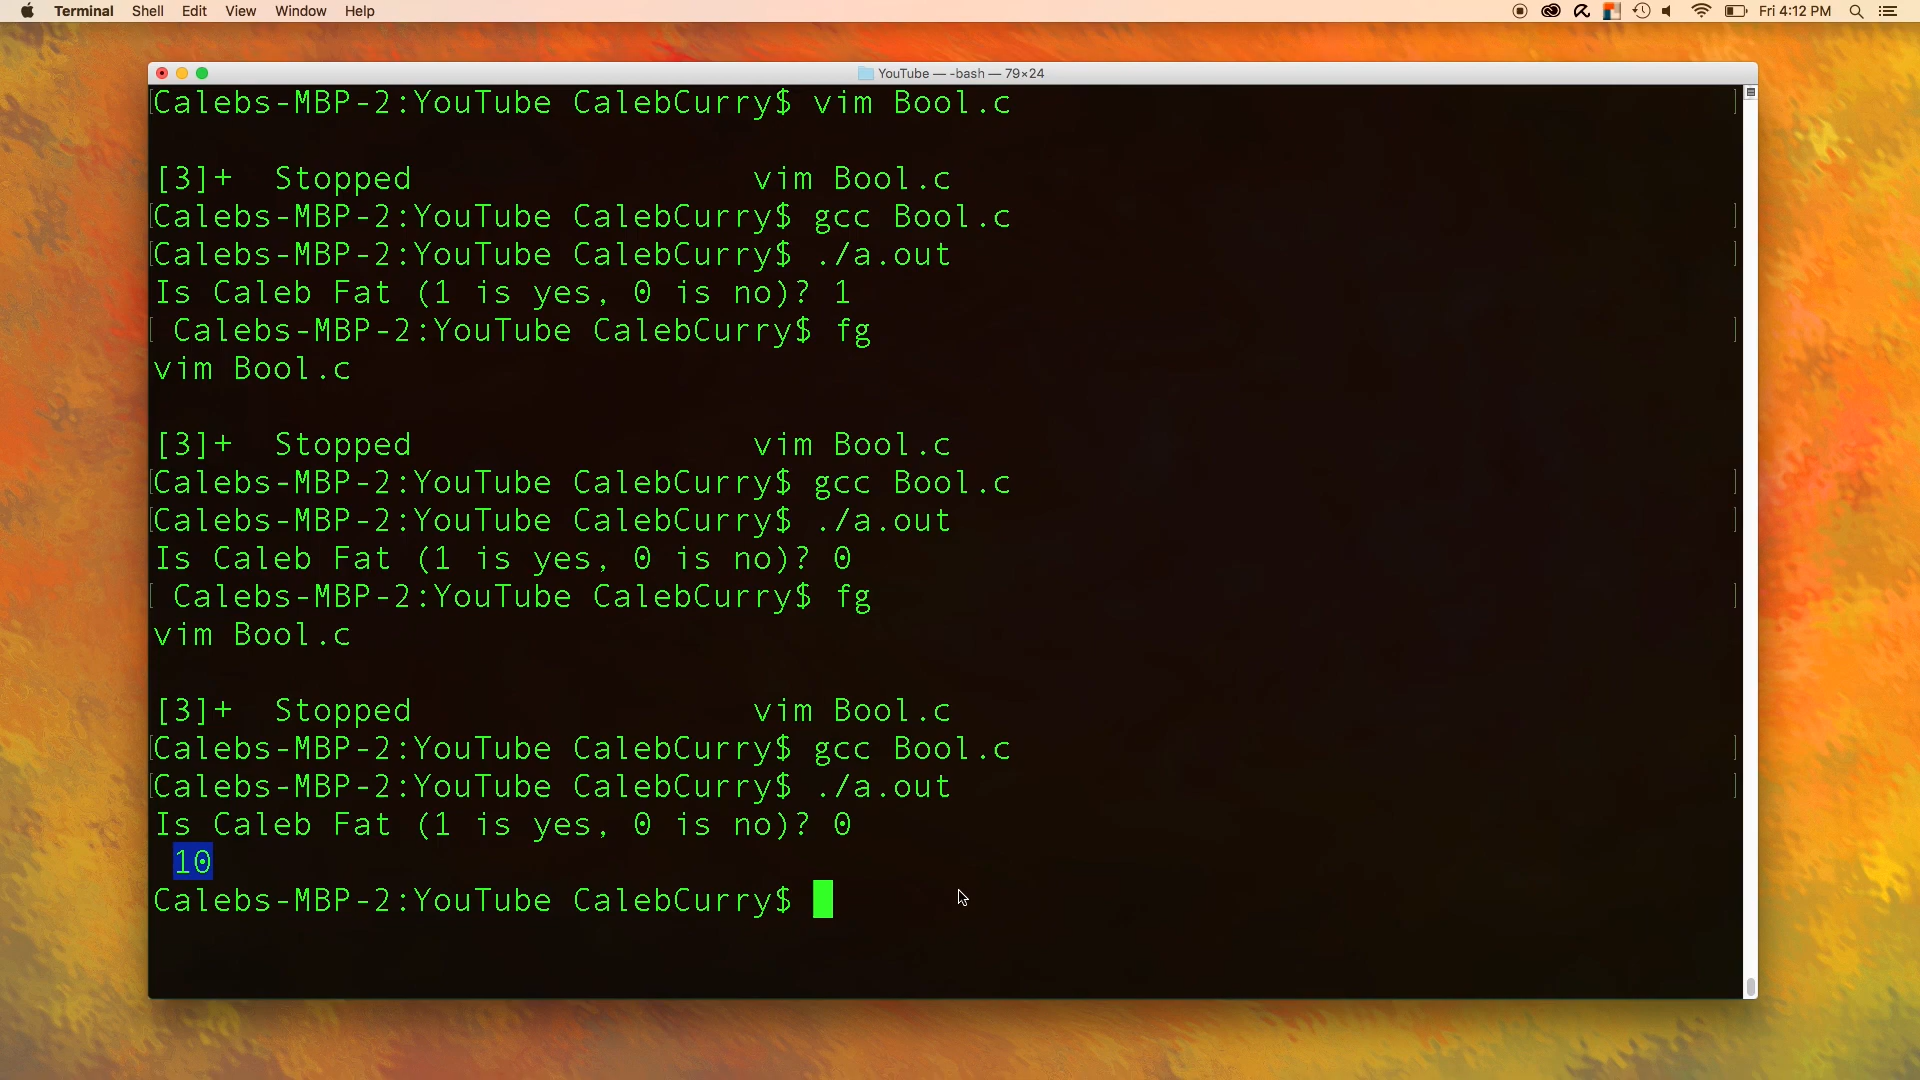 Terminal Shell Edit View Window Help Fri 4:12 PM
YouTube — -bash — 79×24
[Calebs-MBP-2:YouTube CalebCurry$ vim Bool.c ]
[3]+ Stopped vim Bool.c
[Calebs-MBP-2:YouTube CalebCurry$ gcc Bool.c ]
[Calebs-MBP-2:YouTube CalebCurry$ ./a.out ]
Is Caleb Fat (1 is yes, 0 is no)? 1
[ Calebs-MBP-2:YouTube CalebCurry$ fg ]
vim Bool.c
[3]+ Stopped vim Bool.c
[Calebs-MBP-2:YouTube CalebCurry$ gcc Bool.c ]
[Calebs-MBP-2:YouTube CalebCurry$ ./a.out ]
Is Caleb Fat (1 is yes, 0 is no)? 0
[ Calebs-MBP-2:YouTube CalebCurry$ fg ]
vim Bool.c
[3]+ Stopped vim Bool.c
[Calebs-MBP-2:YouTube CalebCurry$ gcc Bool.c ]
[Calebs-MBP-2:YouTube CalebCurry$ ./a.out ]
Is Caleb Fat (1 is yes, 0 is no)? 0
10
Calebs-MBP-2:YouTube CalebCurry$